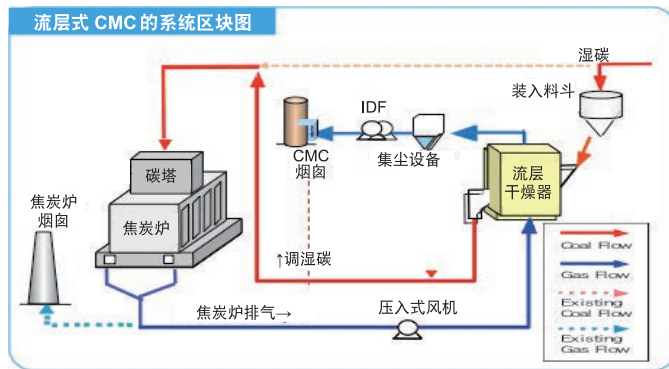 流层式 CMC 的系统区块图
湿碳
装入料斗
IDF
集尘设备
CMC
烟囱
流层
干燥器
碳塔
焦炭炉
焦炭炉
烟囱
↑调湿碳
焦炭炉排气→
压入式风机
Coal Flow
Gas Flow
Existing
Coal Flow
Existing
Gas Flow